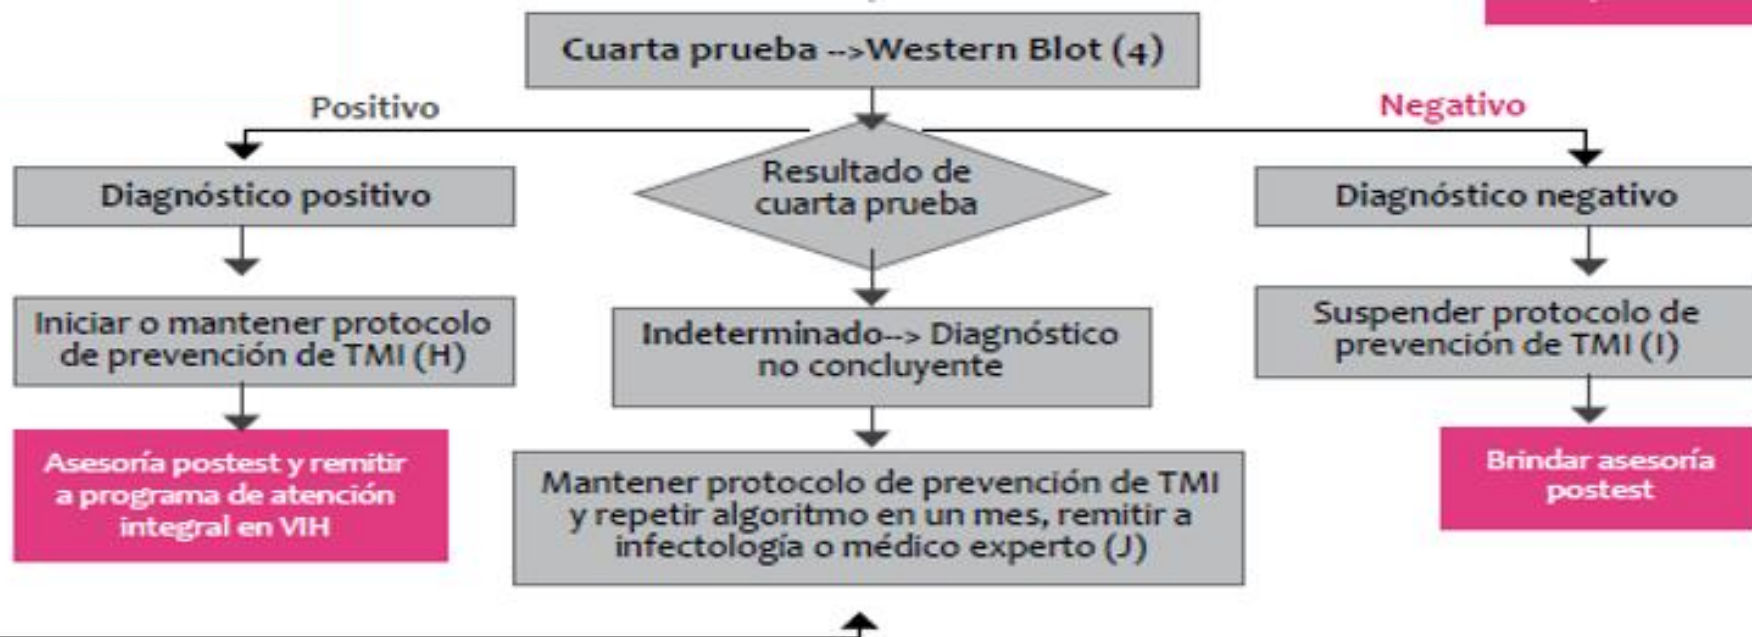 Cuarta prueba -->Western Blot (4)
Positivo
Negativo
Resultado de
cuarta prueba
Diagnóstico positivo
Diagnóstico negativo
Iniciar o mantener protocolo
de prevención de TMI (H)
Indeterminado--> Diagnóstico
no concluyente
Suspender protocolo de
prevención de TMI (I)
Asesoría postest y remitir
a programa de atención
integral en VIH
Mantener protocolo de prevención de TMI
y repetir algoritmo en un mes, remitir a
infectología o médico experto (J)
Brindar asesoría
postest